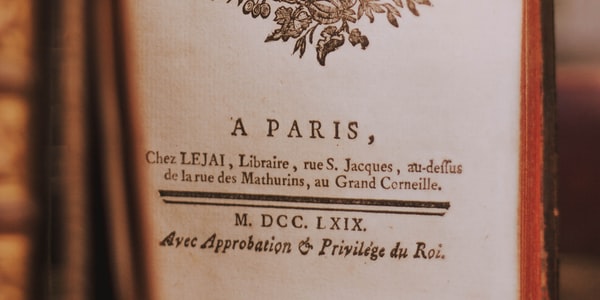 A PARIS,
Chez LEJAI, Libraire, rue S. Jacques, au-deſſus
de la rue des Mathurins, au Grand Corneille.
M. DCC. LXIX.
Avec Approbation & Privilége du Roi.